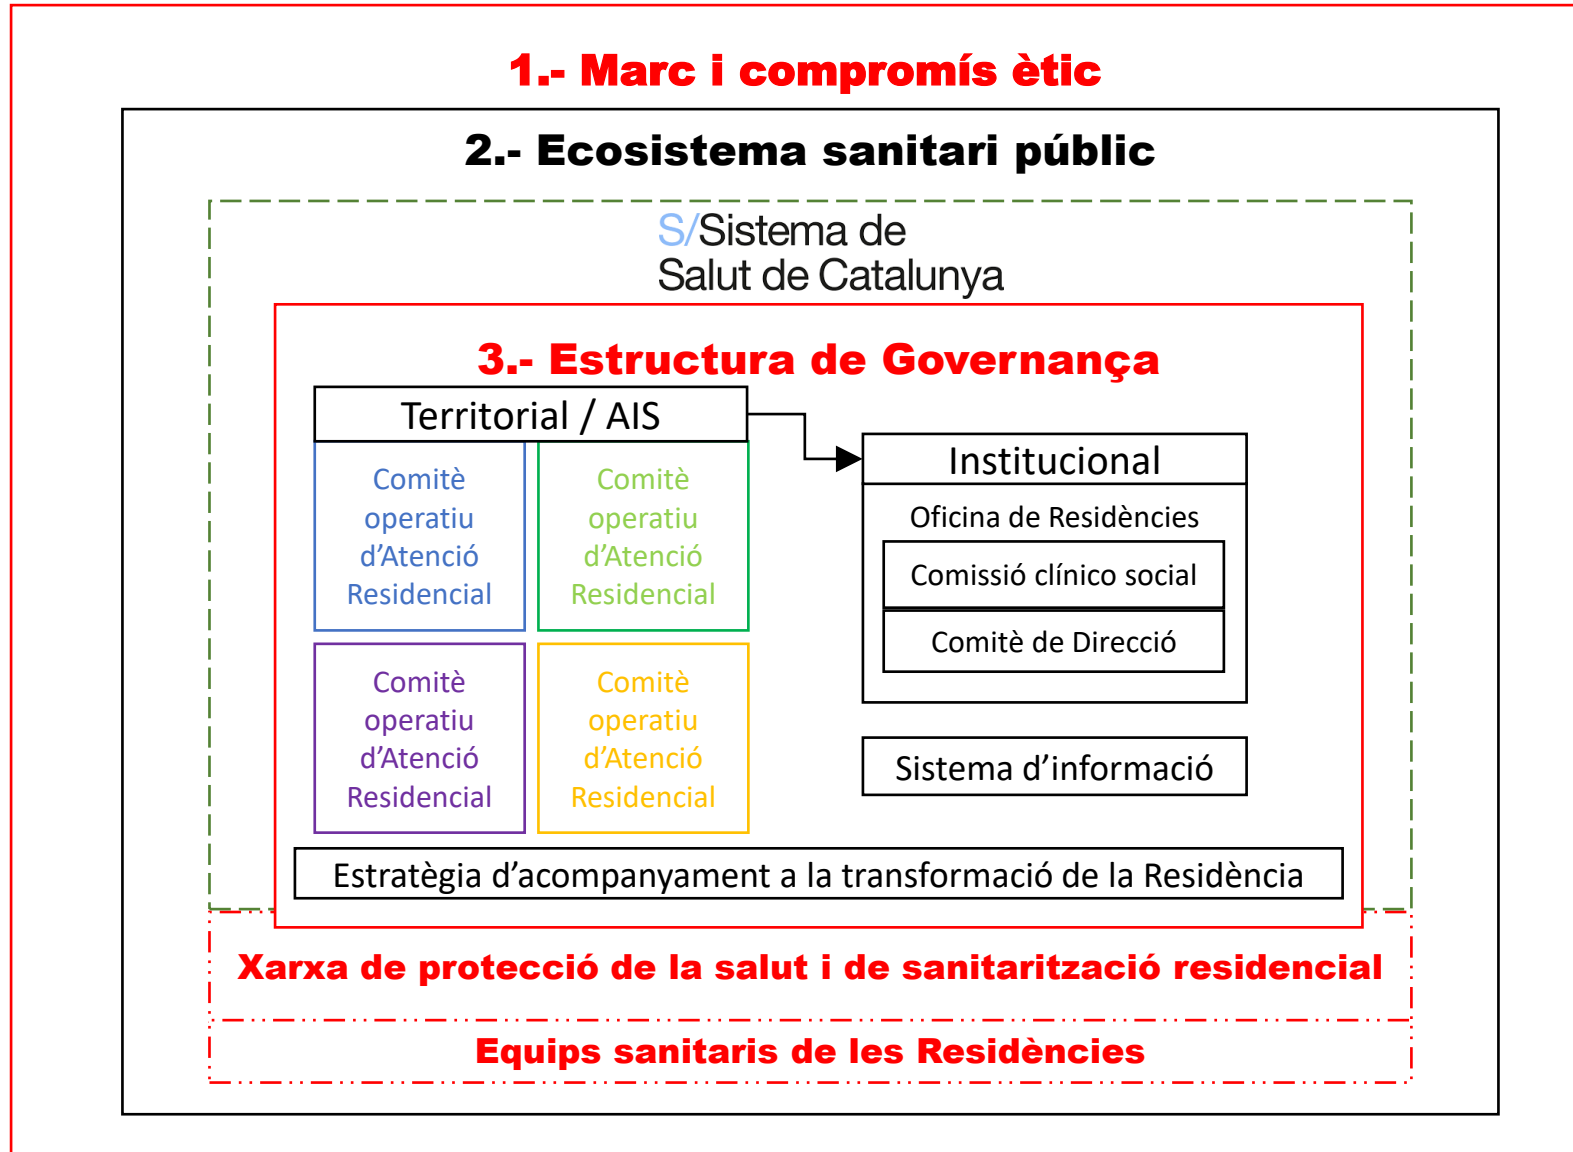 1.- Marc i compromís ètic
2.- Ecosistema sanitari públic
S/Sistema de
Salut de Catalunya
3.- Estructura de Governança
Territorial / AIS
Comitè
operatiu
d’Atenció
Residencial
Comitè
operatiu
d’Atenció
Residencial
Comitè
operatiu
d’Atenció
Residencial
Comitè
operatiu
d’Atenció
Residencial
Institucional
Oficina de Residències
Comissió clínico social
Comitè de Direcció
Sistema d’informació
Estratègia d’acompanyament a la transformació de la Residència
Xarxa de protecció de la salut i de sanitarització residencial
Equips sanitaris de les Residències